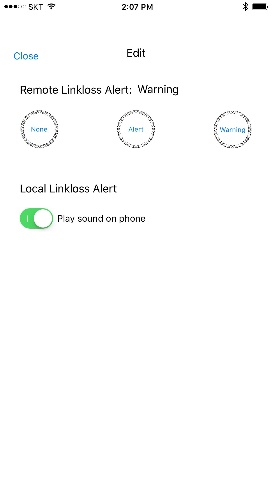 SKT 2:07 PM
Close Edit
Remote Linkloss Alert: Warning
None Alert Warning
Local Linkloss Alert
Play sound on phone